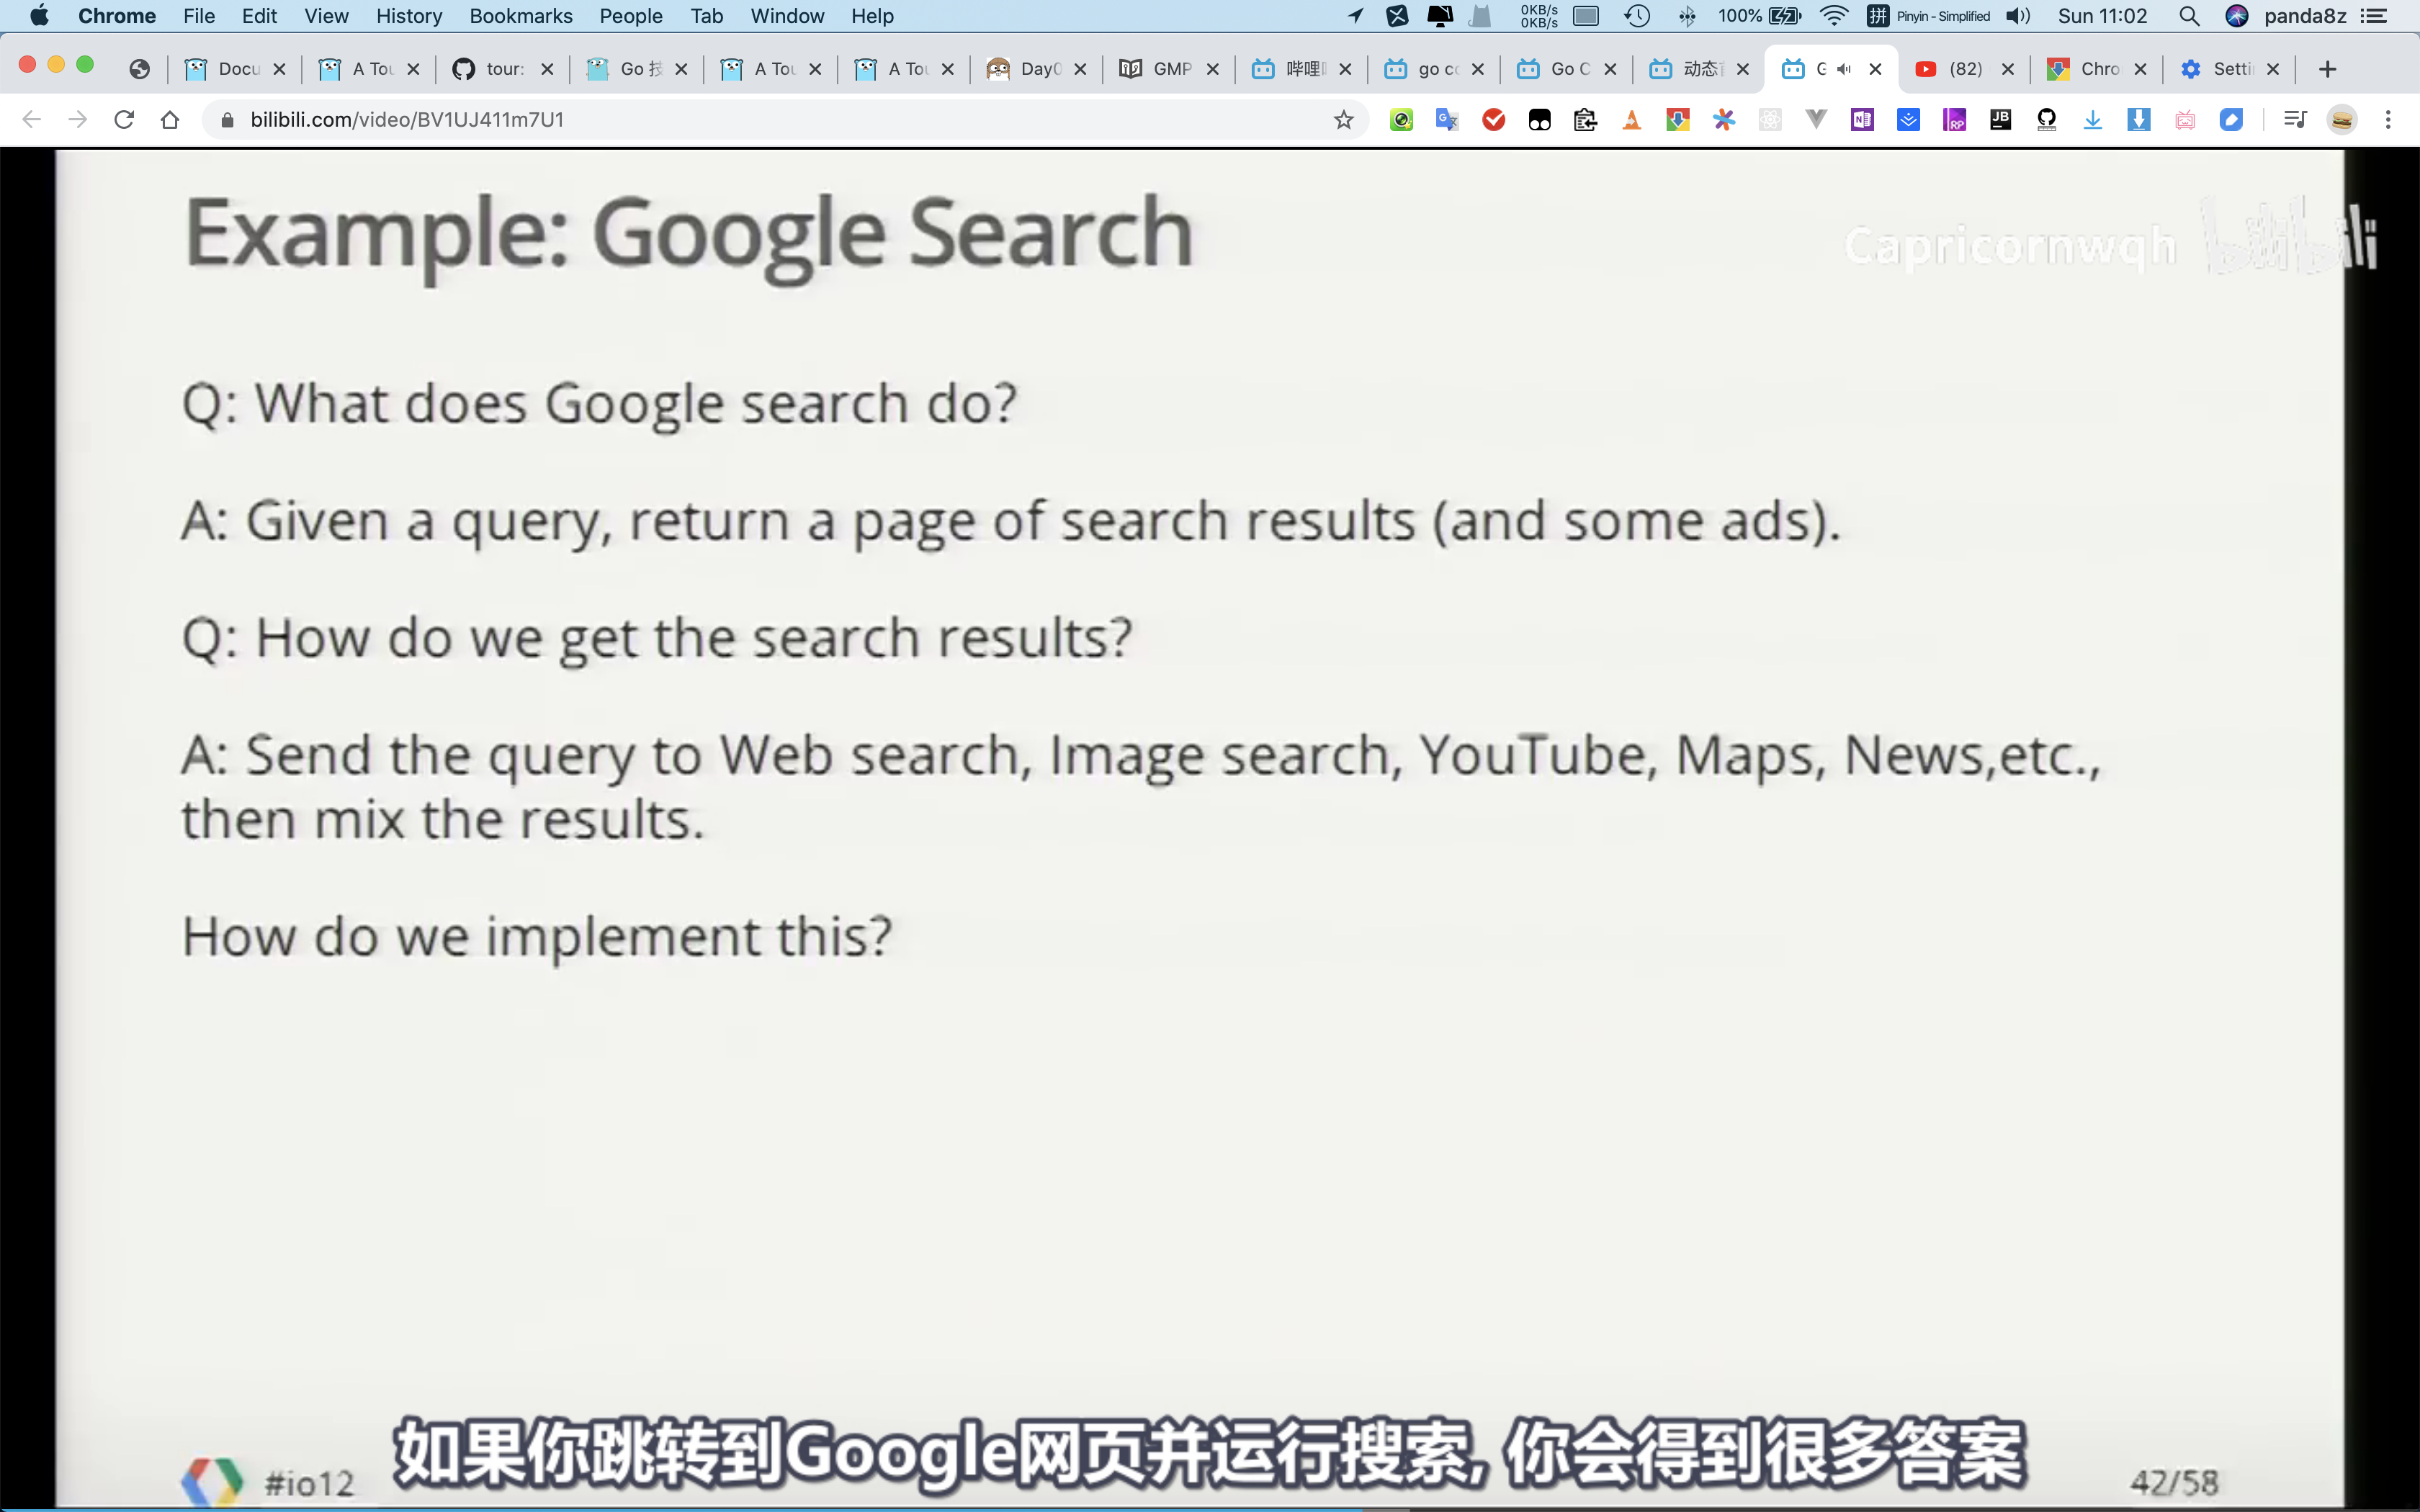 Chrome File Edit View History Bookmarks People Tab Window Help 0KB/s 0KB/s 100% 拼 Pinyin - Simplified Sun 11:02 panda8z
Docu A Tou tour: Go 技 A Tou A Tou Day0 GMP 哔哩 go co Go C 动态 G (82) Chro Setti
bilibili.com/video/BV1UJ411m7U1
Example: Google Search
Capricornwqh bilibili
Q: What does Google search do?
A: Given a query, return a page of search results (and some ads).
Q: How do we get the search results?
A: Send the query to Web search, Image search, YouTube, Maps, News,etc.,
then mix the results.
How do we implement this?
如果你跳转到Google网页并运行搜索, 你会得到很多答案
#io12
42/58